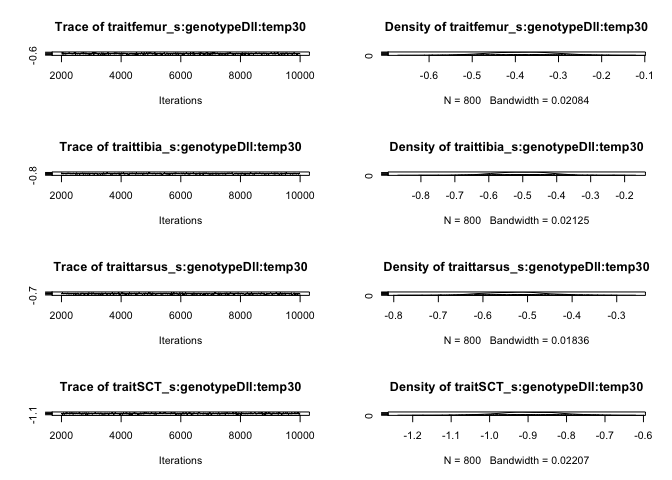 Trace of traitfemur_s:genotypeDll:temp30
-0.6
2000 4000 6000 8000 10000
Iterations
Density of traitfemur_s:genotypeDll:temp30
0
-0.6 -0.5 -0.4 -0.3 -0.2 -0.1
N = 800 Bandwidth = 0.02084
Trace of traittibia_s:genotypeDll:temp30
-0.8
2000 4000 6000 8000 10000
Iterations
Density of traittibia_s:genotypeDll:temp30
0
-0.8 -0.7 -0.6 -0.5 -0.4 -0.3 -0.2
N = 800 Bandwidth = 0.02125
Trace of traittarsus_s:genotypeDll:temp30
-0.7
2000 4000 6000 8000 10000
Iterations
Density of traittarsus_s:genotypeDll:temp30
0
-0.8 -0.7 -0.6 -0.5 -0.4 -0.3
N = 800 Bandwidth = 0.01836
Trace of traitSCT_s:genotypeDll:temp30
-1.1
2000 4000 6000 8000 10000
Iterations
Density of traitSCT_s:genotypeDll:temp30
0
-1.2 -1.1 -1.0 -0.9 -0.8 -0.7 -0.6
N = 800 Bandwidth = 0.02207